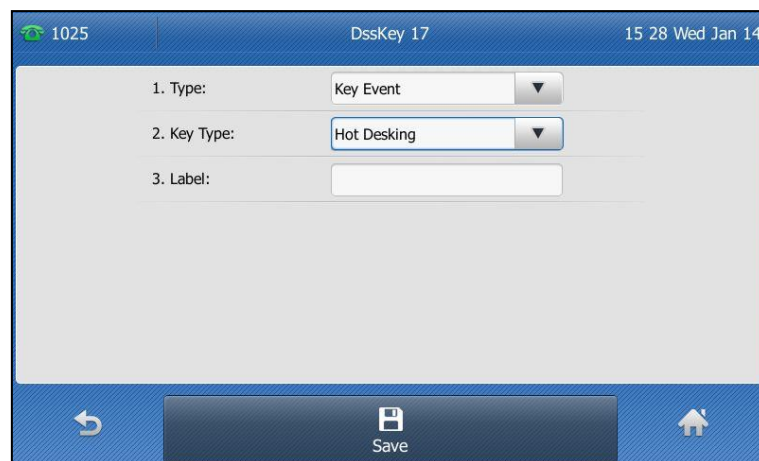 1025 DssKey 17 15 28 Wed Jan 14
1. Type: Key Event
2. Key Type: Hot Desking
3. Label:
Save